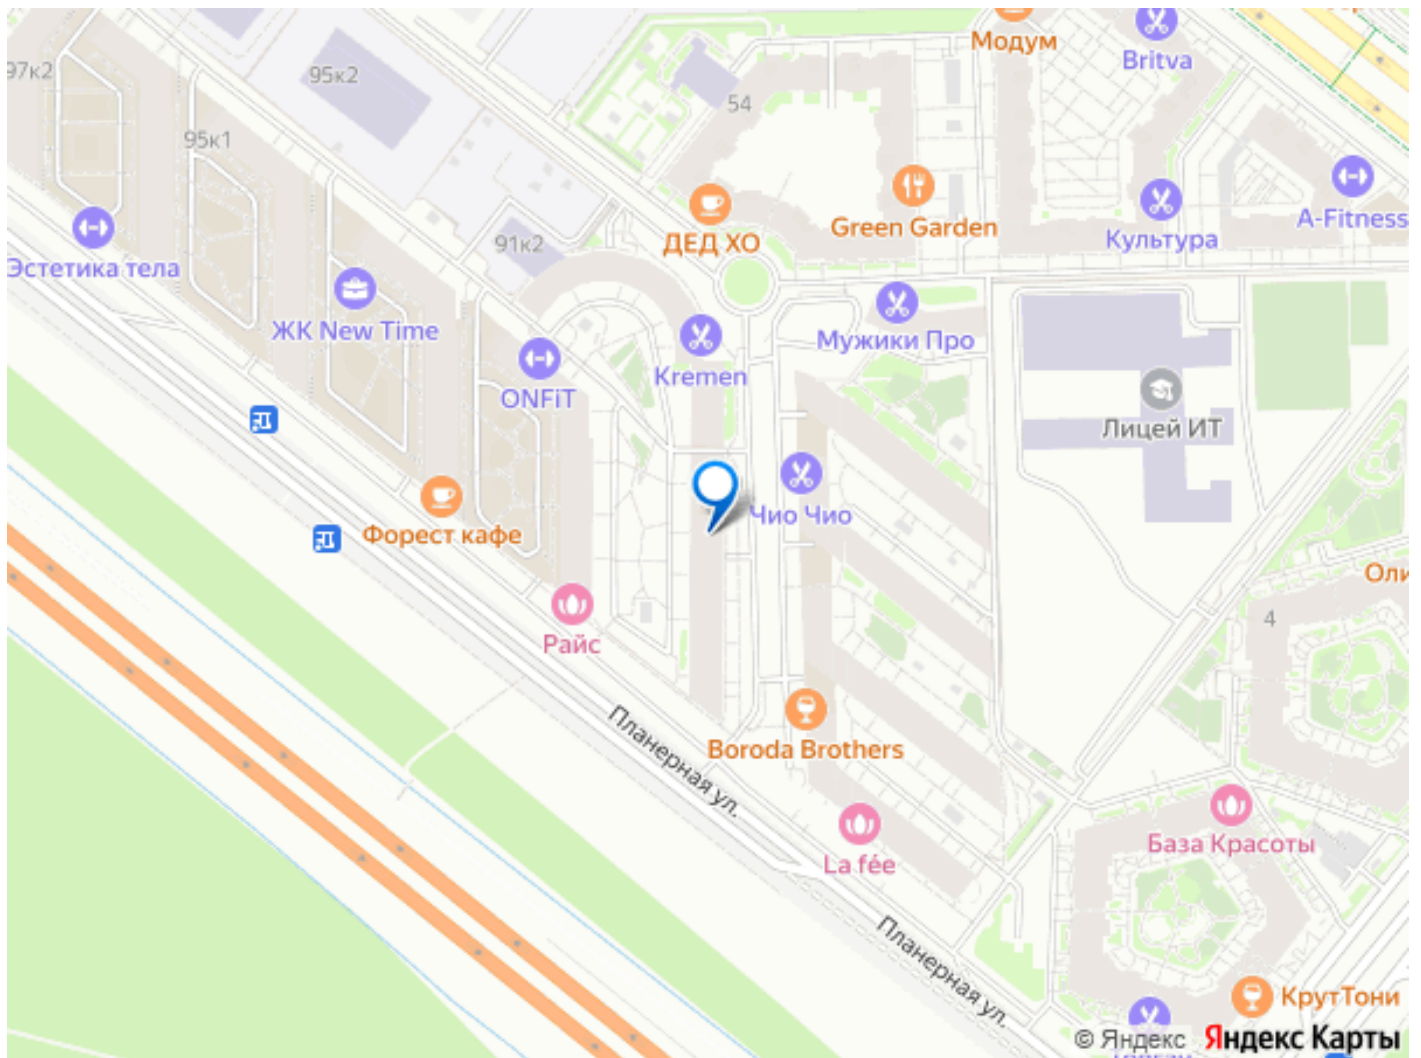 Модум
Britva
97к2
95к2
54
95к1
A-Fitness
Green Garden
ДЕД ХО
Культура
91к2
Эстетика тела
ЖК New Time
Мужики Про
Kremen
ONFiT
Лицей ИТ
Чио Чио
Форест кафе
4
Райс
Планерная ул.
Boroda Brothers
La fée
База Красоты
Планерная ул.
КрутТони
© Яндекс Яндекс Карты